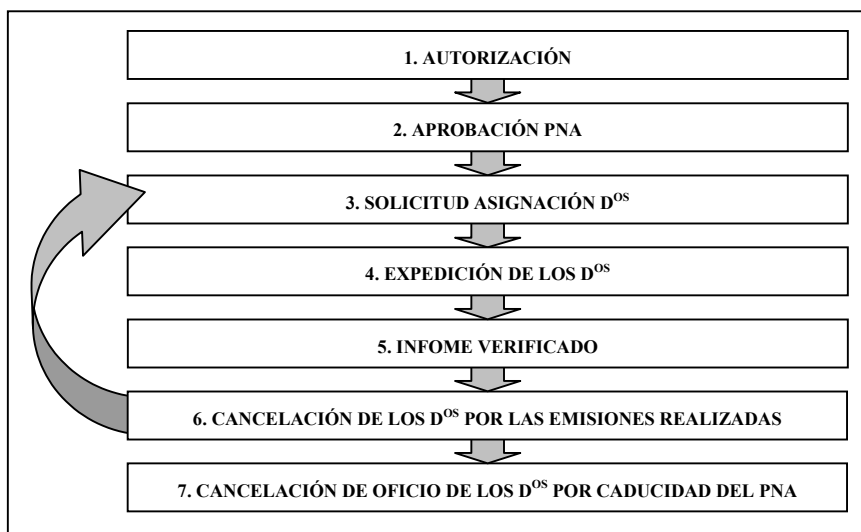 1. AUTORIZACIÓN
2. APROBACIÓN PNA
3. SOLICITUD ASIGNACIÓN D^OS
4. EXPEDICIÓN DE LOS D^OS
5. INFOME VERIFICADO
6. CANCELACIÓN DE LOS D^OS POR LAS EMISIONES REALIZADAS
7. CANCELACIÓN DE OFICIO DE LOS D^OS POR CADUCIDAD DEL PNA